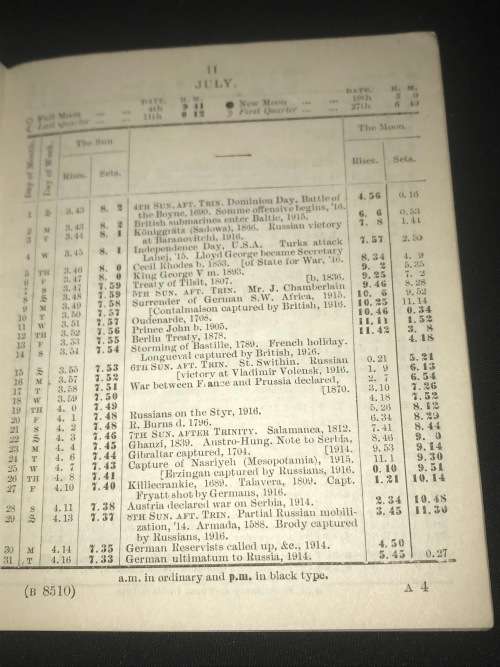 11
JULY.
DATE. H. M. DATE. H. M.
Full Moon — — 4th 9 41 New Moon — — 19th 3 0
Last Quarter — — 11th 0 12 First Quarter — — 27th 6 40
Day of Month. Day of Week. The Sun The Moon.
Rises. Sets. Rises. Sets.
1 S 3.43 8. 2 4TH SUN. AFT. TRIN. Dominion Day, Battle of 4.56 0.16
the Boyne, 1690. Somme offensive begins, '16.
2 M 3.43 8. 2 British submarines enter Baltic, 1915. 6. 6 0.53
3 T 3.44 8. 1 Königgrätz (Sadowa), 1866. Russian victory 7. 8 1.41
at Baranovitchi, 1916.
4 W 3.45 8. 1 Independence Day, U.S.A. Turks attack 7.57 2.50
Lahej, '15. Lloyd George became Secretary
5 TH 3.46 8. 0 Cecil Rhodes b. 1853. [of State for War, '16. 8.34 4. 9
6 F 3.47 8. 0 King George V m. 1893. 9. 2 5.35
7 S 3.47 7.59 Treaty of Tilsit, 1807. [b. 1836. 9.25 7. 2
8 S 3.48 7.59 5TH SUN. AFT. TRIN. Mr. J. Chamberlain 9.46 8.28
9 M 3.49 7.58 Surrender of German S.W. Africa, 1915. 10. 6 9.52
10 T 3.50 7.57 [Contalmaison captured by British, 1916. 10.25 11.14
11 W 3.51 7.57 Oudenarde, 1708. 10.46 0.34
12 TH 3.52 7.56 Prince John b. 1905. 11.11 1.52
13 F 3.53 7.55 Berlin Treaty, 1878. 11.42 3. 8
14 S 3.54 7.54 Storming of Bastille, 1789. French holiday. 4.18
Longueval captured by British, 1916.
15 S 3.55 7.53 6TH SUN. AFT. TRIN. St. Swithin. Russian 0.21 5.21
16 M 3.57 7.52 [victory at Vladimir Volensk, 1916. 1. 9 6.13
17 T 3.58 7.51 War between France and Prussia declared, 2. 7 6.54
18 W 3.59 7.50 [1870. 3.10 7.26
19 TH 4. 0 7.49 4.18 7.52
20 F 4. 1 7.48 Russians on the Styr, 1916. 5.26 8.12
21 S 4. 2 7.48 R. Burns d. 1796. 6.34 8.29
22 S 4. 3 7.46 7TH SUN. AFTER TRINITY. Salamanca, 1812. 7.41 8.44
23 M 4. 4 7.45 Ghazni, 1839. Austro-Hung. Note to Serbia, 8.46 9. 0
24 T 4. 6 7.44 Gibraltar captured, 1704. [1914. 9.53 9.14
25 W 4. 7 7.43 Capture of Nasriyeh (Mesopotamia), 1915. 11. 1 9.30
26 TH 4. 8 7.41 [Erzingan captured by Russians, 1916. 0.10 9.51
27 F 4.10 7.40 Killiecrankie, 1689. Talavera, 1809. Capt. 1.21 10.14
Fryatt shot by Germans, 1916.
28 S 4.11 7.38 Austria declared war on Serbia, 1914. 2.34 10.48
29 S 4.13 7.37 8TH SUN. AFT. TRIN. Partial Russian mobili- 3.45 11.30
zation, '14. Armada, 1588. Brody captured
by Russians, 1916.
30 M 4.14 7.35 German Reservists called up, &c., 1914. 4.50
31 T 4.16 7.33 German ultimatum to Russia, 1914. 5.45 0.27
a.m. in ordinary and p.m. in black type.
(B 8510) A 4